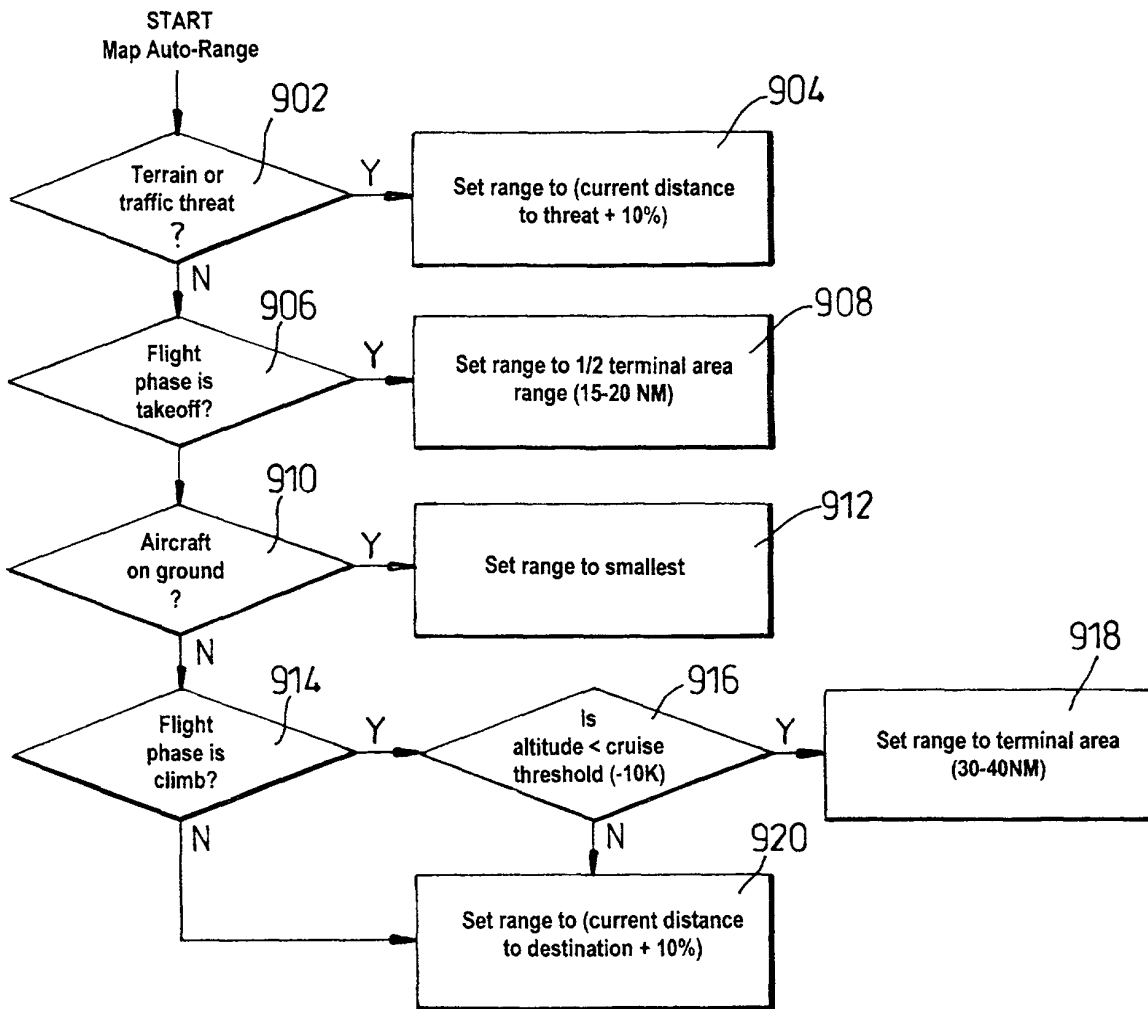 START
Map Auto-Range
902
Terrain or
traffic threat
?
Y
904
Set range to (current distance
to threat + 10%)
N
906
Flight
phase is
takeoff?
Y
908
Set range to 1/2 terminal area
range (15-20 NM)
910
Aircraft
on ground
?
Y
912
Set range to smallest
N
914
Flight
phase is
climb?
Y
916
Is
altitude < cruise
threshold (-10K)
Y
918
Set range to terminal area
(30-40NM)
N
N
920
Set range to (current distance
to destination + 10%)